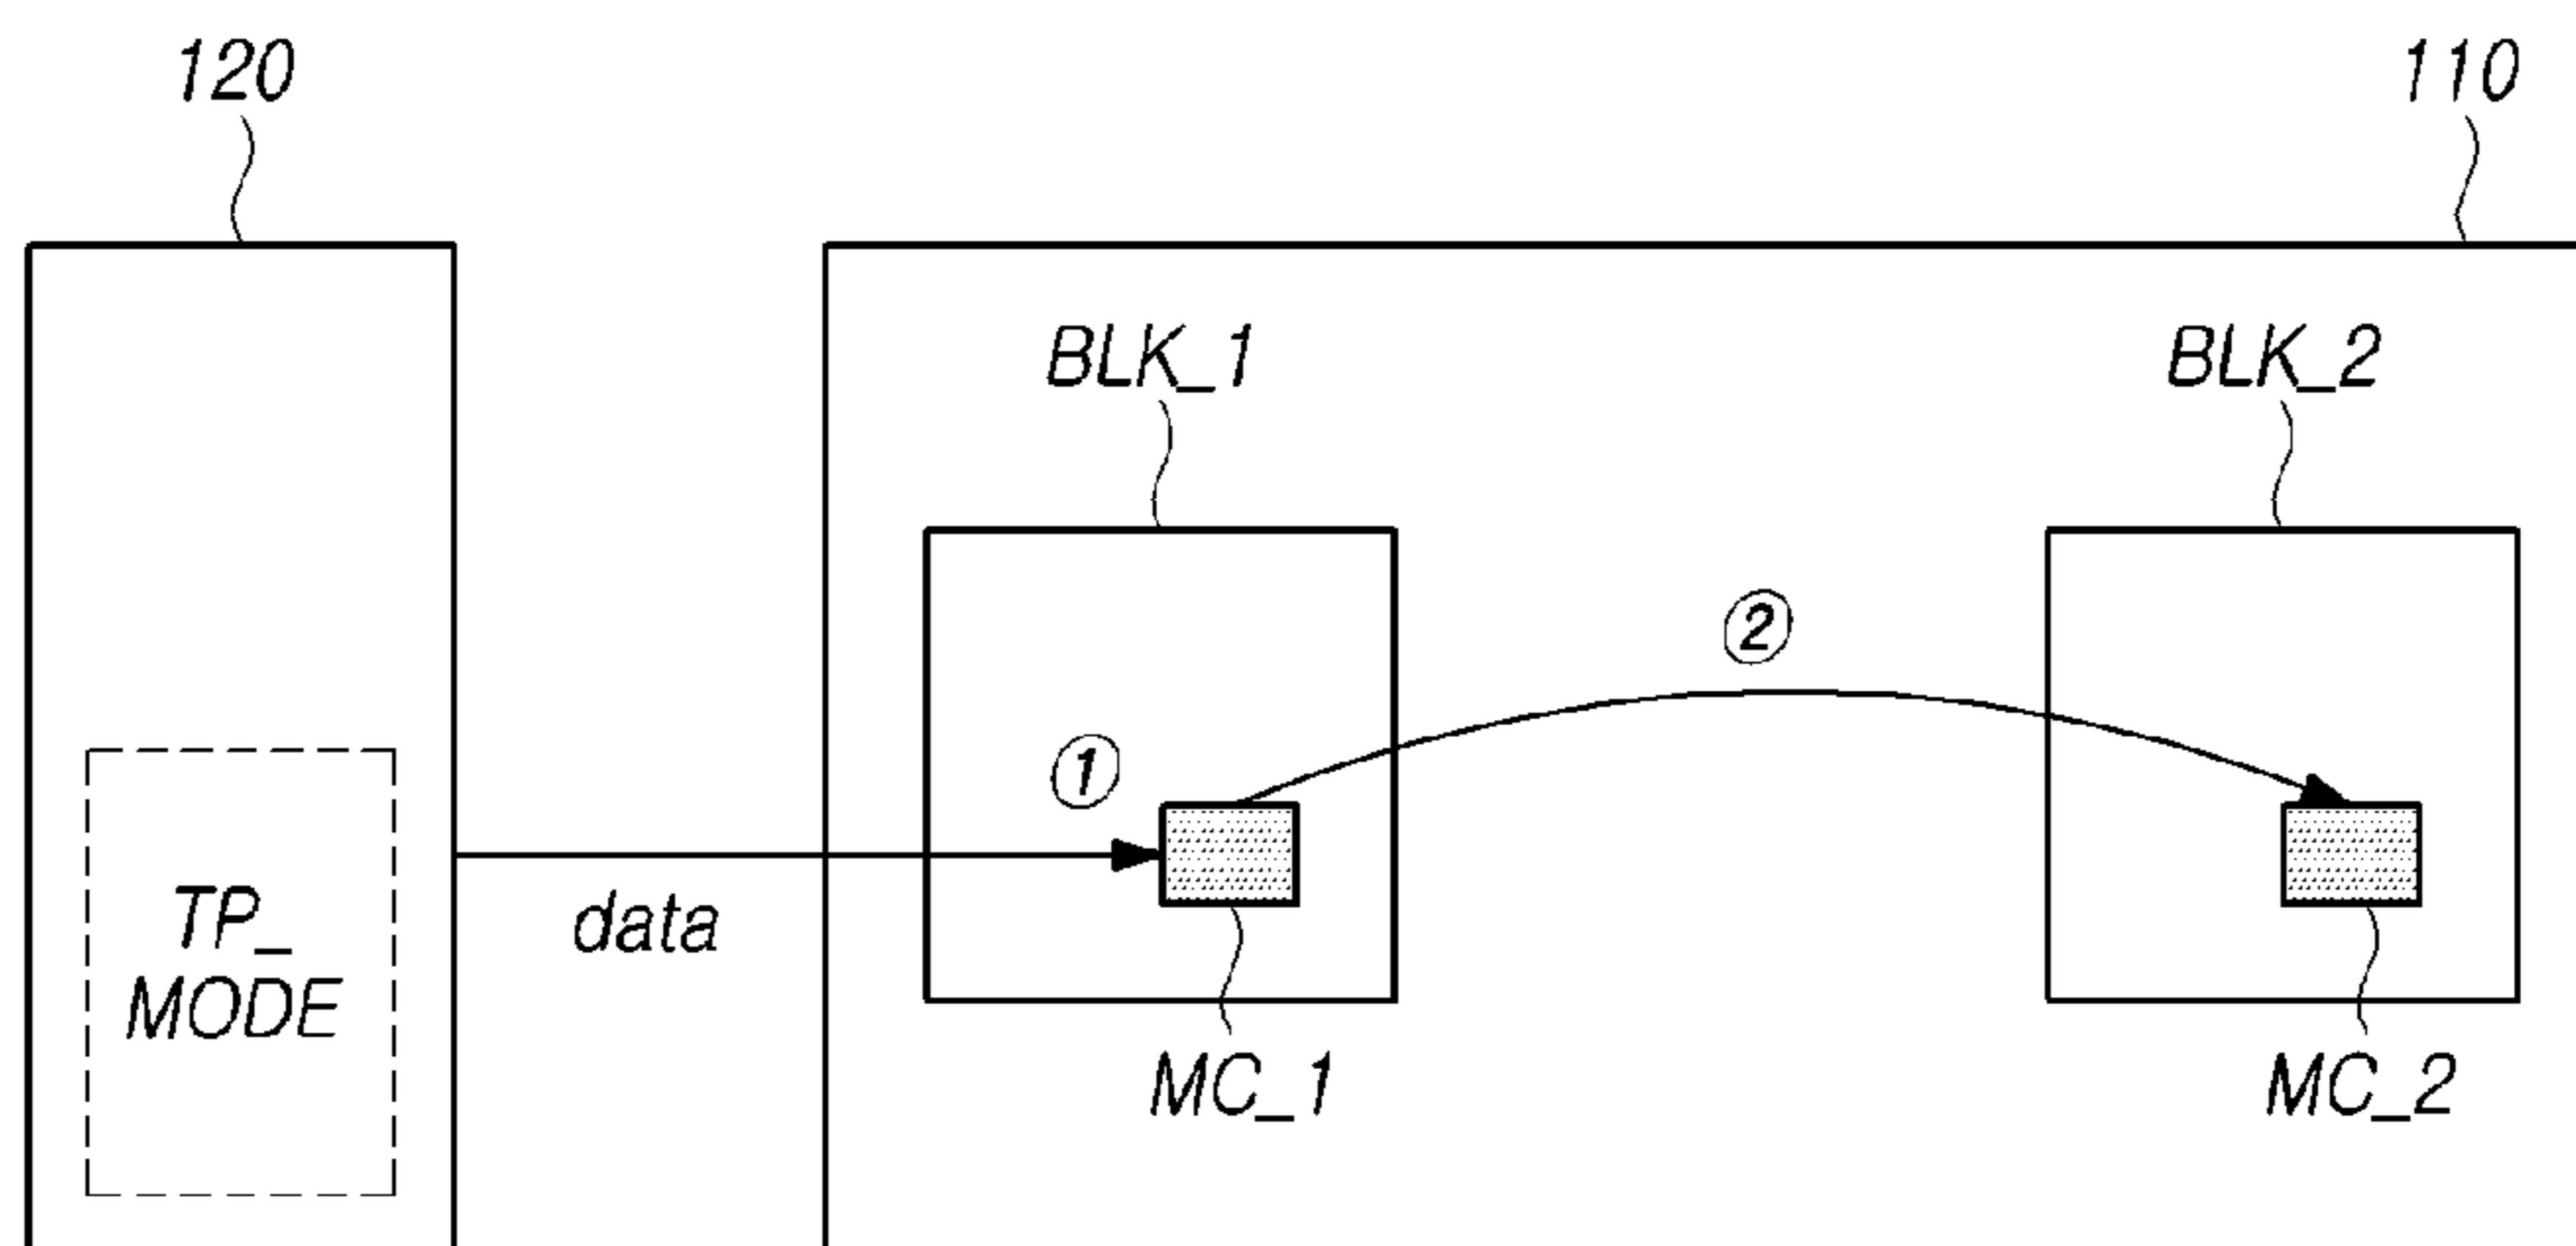 120
110
BLK_1
BLK_2
②
①
TP_
MODE
data
MC_1
MC_2